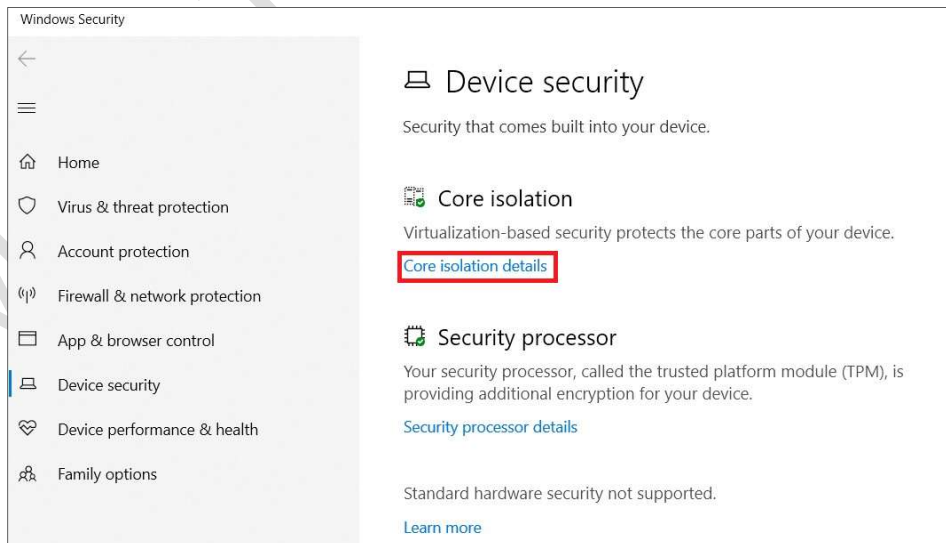 Windows Security
Home
Virus & threat protection
Account protection
Firewall & network protection
App & browser control
Device security
Device performance & health
Family options
Device security
Security that comes built into your device.
Core isolation
Virtualization-based security protects the core parts of your device.
Core isolation details
Security processor
Your security processor, called the trusted platform module (TPM), is
providing additional encryption for your device.
Security processor details
Standard hardware security not supported.
Learn more